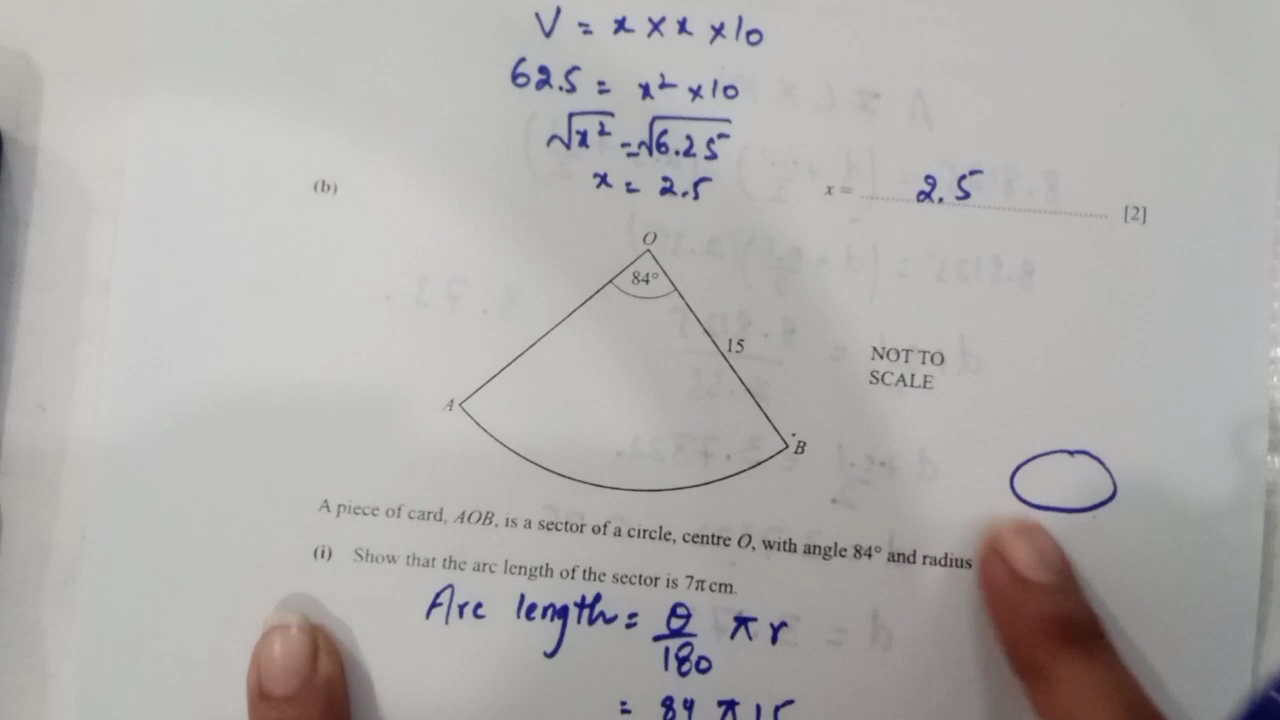 V = x × x × 10
62.5 = x² × 10
√x² = √6.25
x = 2.5
x = 2.5 [2]
(b)
O
84°
15
NOT TO
SCALE
A
B
A piece of card, AOB, is a sector of a circle, centre O, with angle 84° and radius
(i) Show that the arc length of the sector is 7π cm.
Arc length = θ/180 π r
= 84 π 15